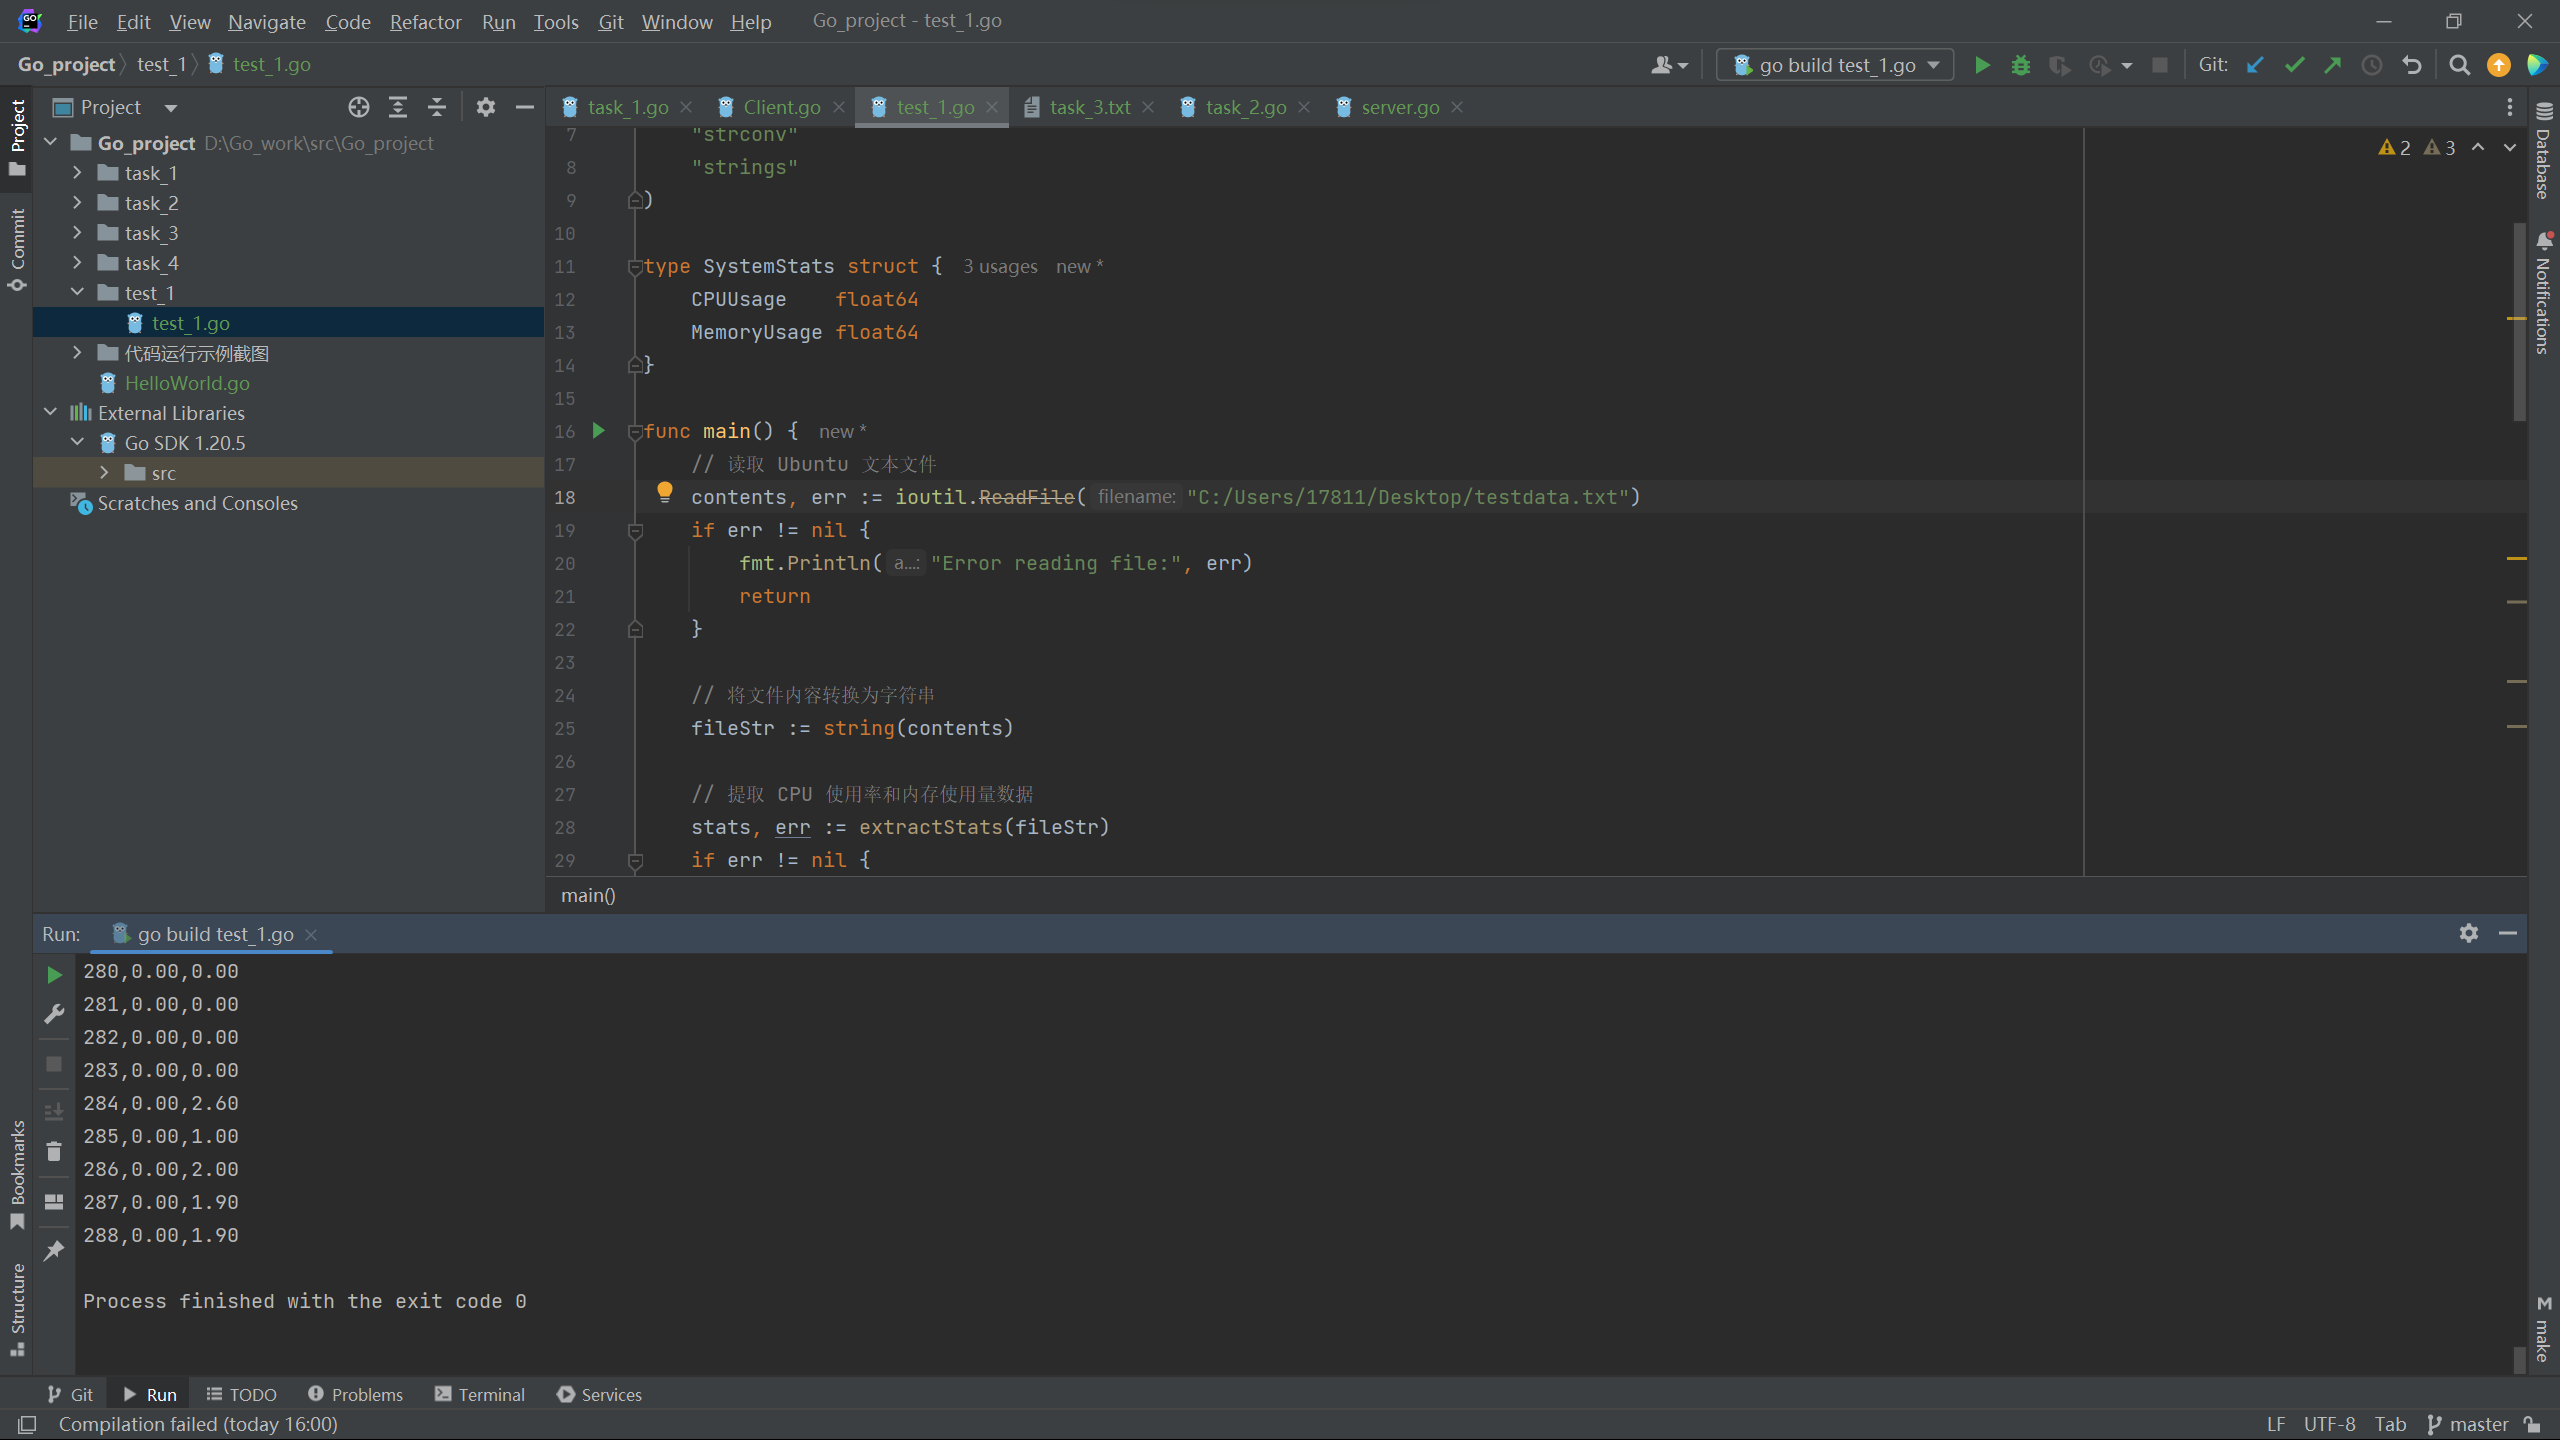 File Edit View Navigate Code Refactor Run Tools Git Window Help Go_project - test_1.go
Go_project test_1 test_1.go go build test_1.go Git:
Project
task_1.go Client.go test_1.go task_3.txt task_2.go server.go
Go_project D:\Go_work\src\Go_project
task_1
task_2
task_3
task_4
test_1
test_1.go
代码运行示例截图
HelloWorld.go
External Libraries
Go SDK 1.20.5
src
Scratches and Consoles
Project
Commit
Bookmarks
Structure
2 3
7 "strconv"
8 "strings"
9 )
10
11 type SystemStats struct { 3 usages new *
12 CPUUsage float64
13 MemoryUsage float64
14 }
15
16 func main() { new *
17 // 读取 Ubuntu 文本文件
18 contents, err := ioutil.ReadFile( filename: "C:/Users/17811/Desktop/testdata.txt")
19 if err != nil {
20 fmt.Println( a...: "Error reading file:", err)
21 return
22 }
23
24 // 将文件内容转换为字符串
25 fileStr := string(contents)
26
27 // 提取 CPU 使用率和内存使用量数据
28 stats, err := extractStats(fileStr)
29 if err != nil {
main()
Database
Notifications
make
Run: go build test_1.go
280,0.00,0.00
281,0.00,0.00
282,0.00,0.00
283,0.00,0.00
284,0.00,2.60
285,0.00,1.00
286,0.00,2.00
287,0.00,1.90
288,0.00,1.90
Process finished with the exit code 0
Git Run TODO Problems Terminal Services
Compilation failed (today 16:00) LF UTF-8 Tab master